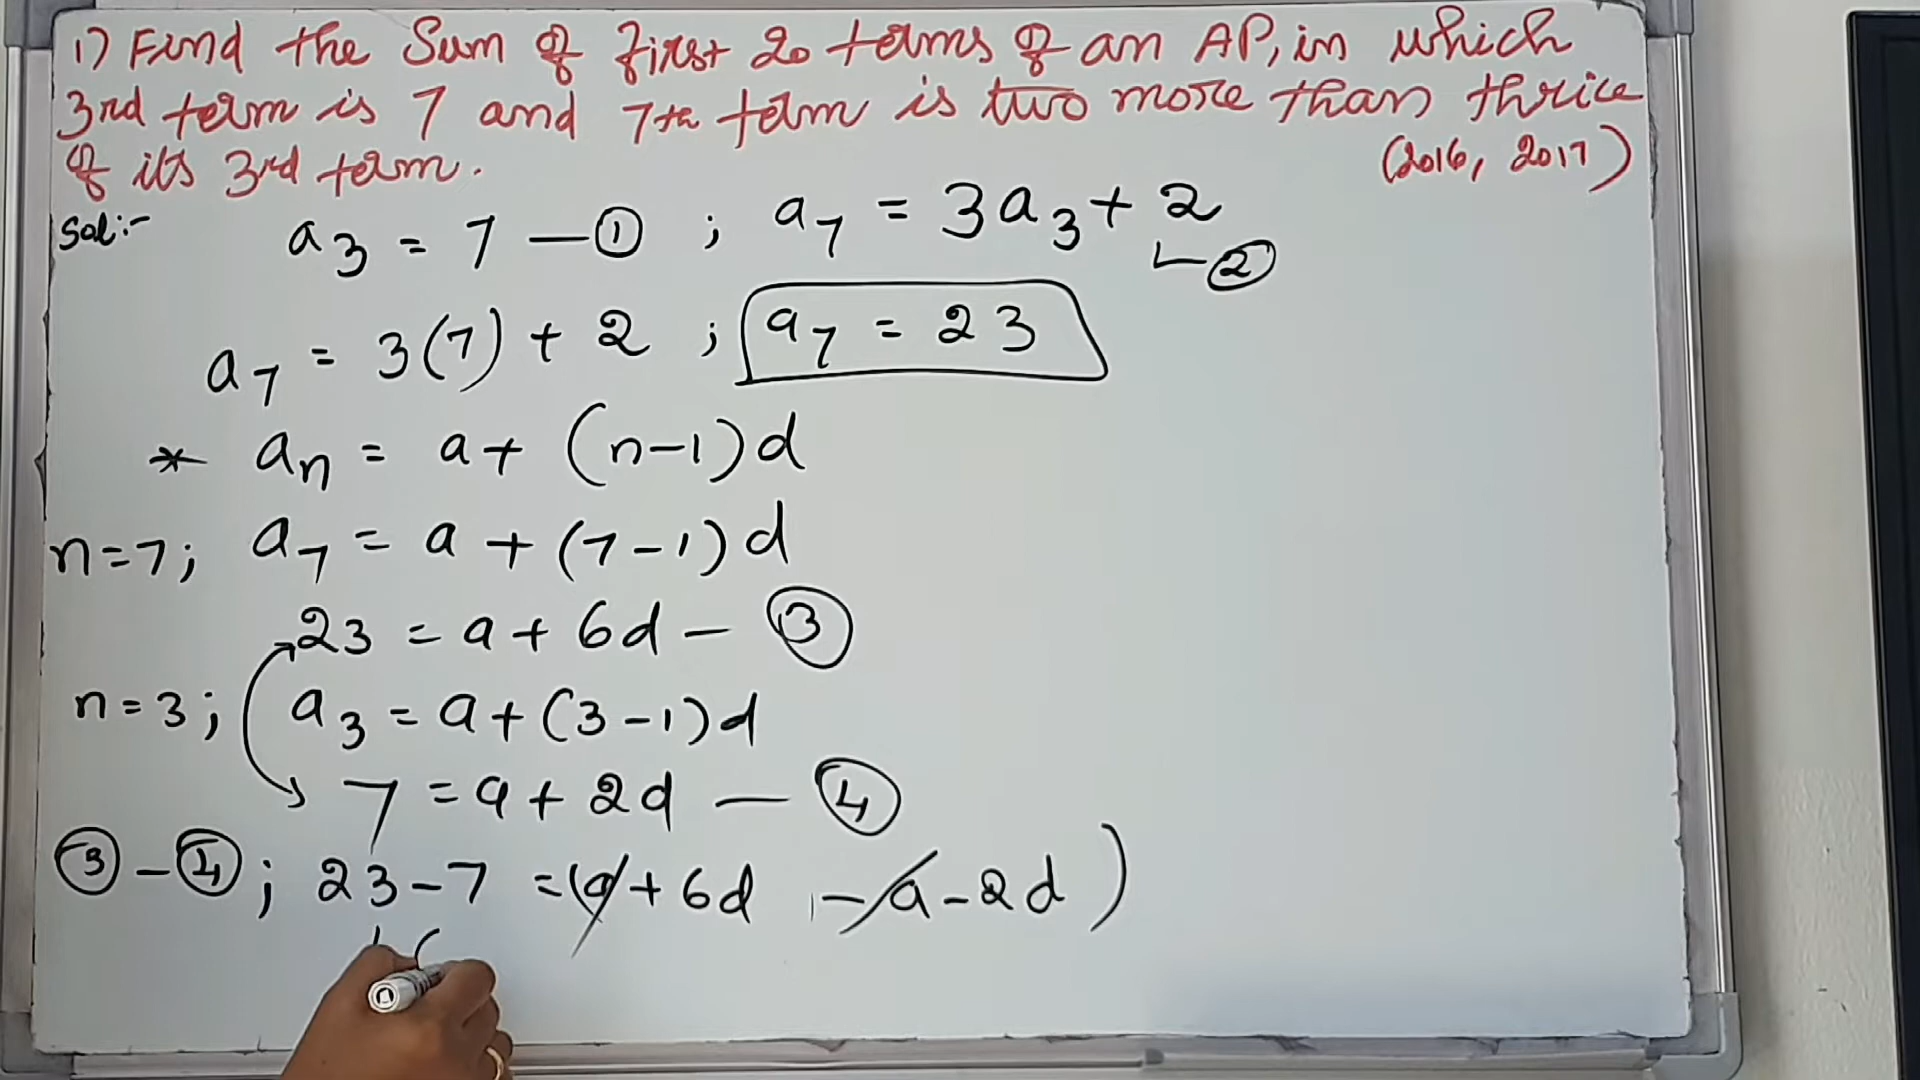 1) Find the Sum of first 20 terms of an AP, in which
3rd term is 7 and 7th term is two more than thrice
of its 3rd term.
(2016, 2017)
Sol:-
a₃ = 7 — ① ; a₇ = 3a₃ + 2
②
a₇ = 3(7) + 2 ; a₇ = 23
* aₙ = a + (n-1)d
n=7; a₇ = a + (7-1)d
23 = a + 6d — ③
n=3; a₃ = a + (3-1)d
7 = a + 2d — ④
③ - ④; 23-7 = (a + 6d - a - 2d)